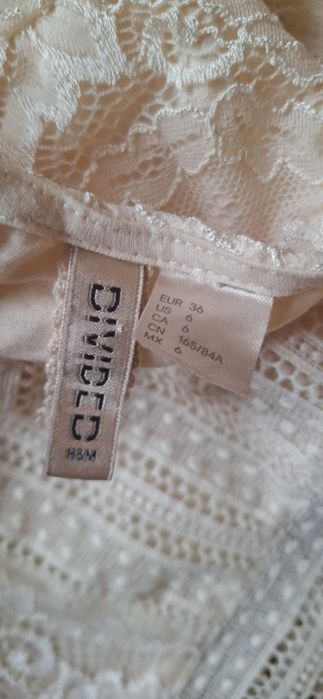 DIVIDED
H&M
EUR 36
US 6
CA 6
CN 165/84A
MX 6